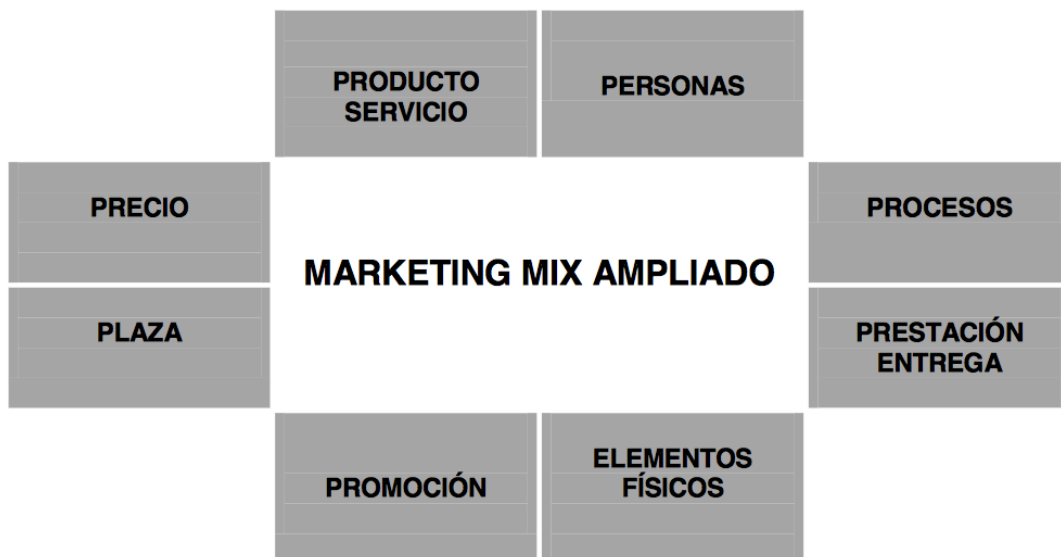 PRODUCTO
SERVICIO
PERSONAS
PRECIO
PROCESOS
MARKETING MIX AMPLIADO
PLAZA
PRESTACIÓN
ENTREGA
PROMOCIÓN
ELEMENTOS
FÍSICOS